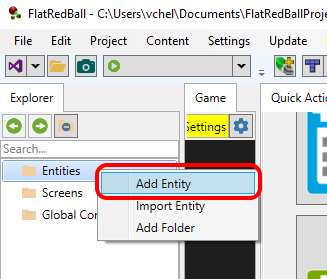 FlatRedBall - C:\Users\vchel\Documents\FlatRedBallProje
File Edit Project Content Settings Update
Explorer
Game
Quick Actio
Settings
Search...
Entities
Screens
Global Con
Add Entity
Import Entity
Add Folder